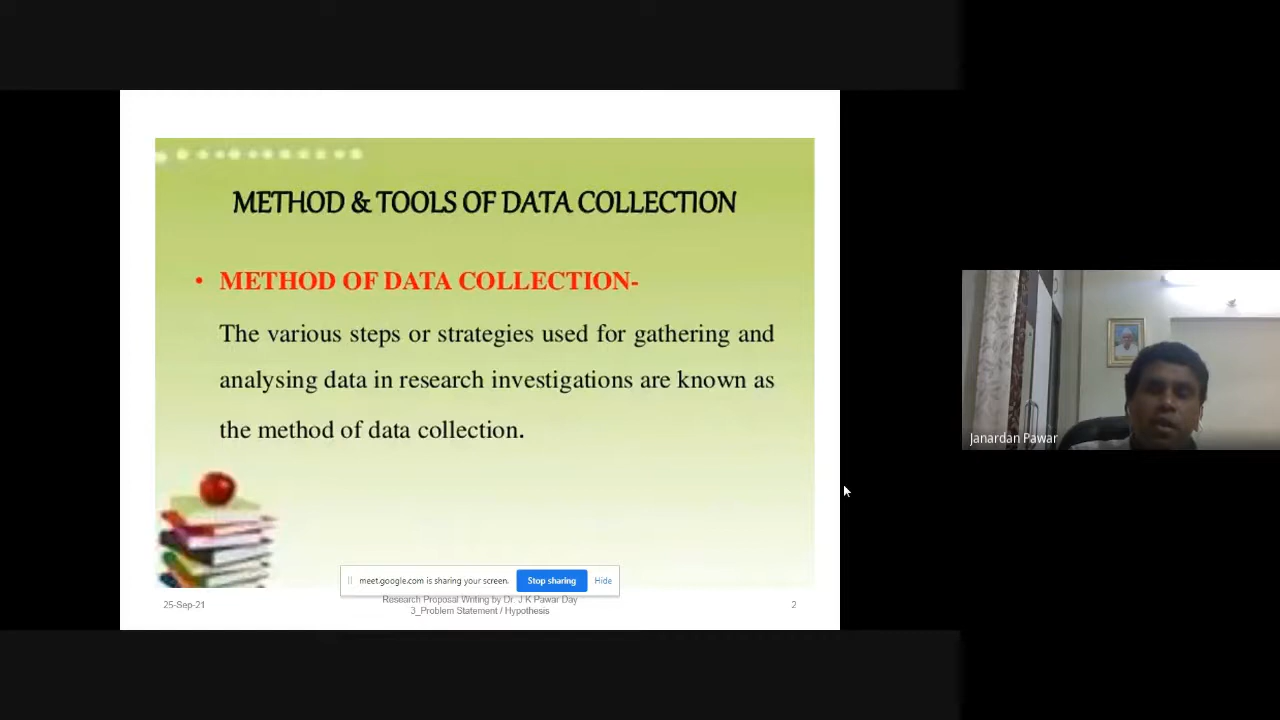 METHOD & TOOLS OF DATA COLLECTION
• METHOD OF DATA COLLECTION-
The various steps or strategies used for gathering and
analysing data in research investigations are known as
the method of data collection.
meet.google.com is sharing your screen.
Stop sharing
Hide
25-Sep-21
Research Proposal Writing by Dr. J K Pawar Day
3_Problem Statement / Hypothesis
2
Janardan Pawar